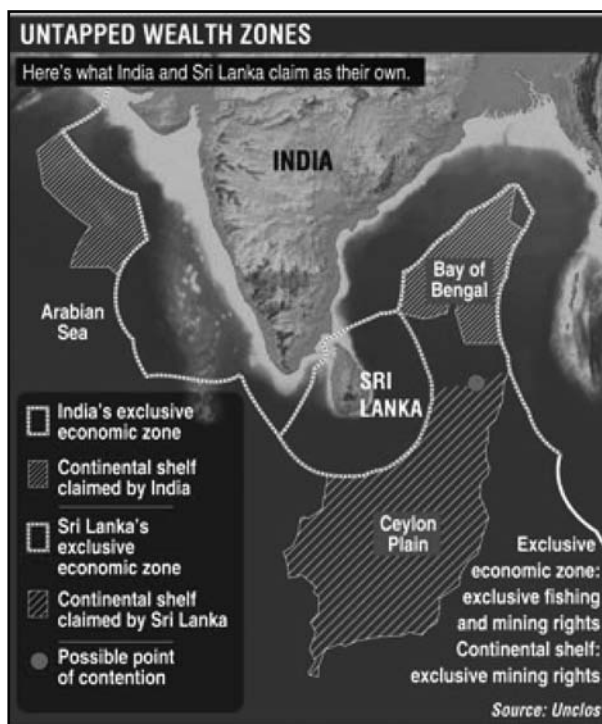 UNTAPPED WEALTH ZONES
Here's what India and Sri Lanka claim as their own.
INDIA
Bay of
Bengal
Arabian
Sea
SRI
LANKA
India's exclusive
economic zone
Continental shelf
claimed by India
Sri Lanka's
exclusive
economic zone
Continental shelf
claimed by Sri Lanka
Possible point
of contention
Ceylon
Plain
Exclusive
economic zone:
exclusive fishing
and mining rights
Continental shelf:
exclusive mining rights
Source: Unclos